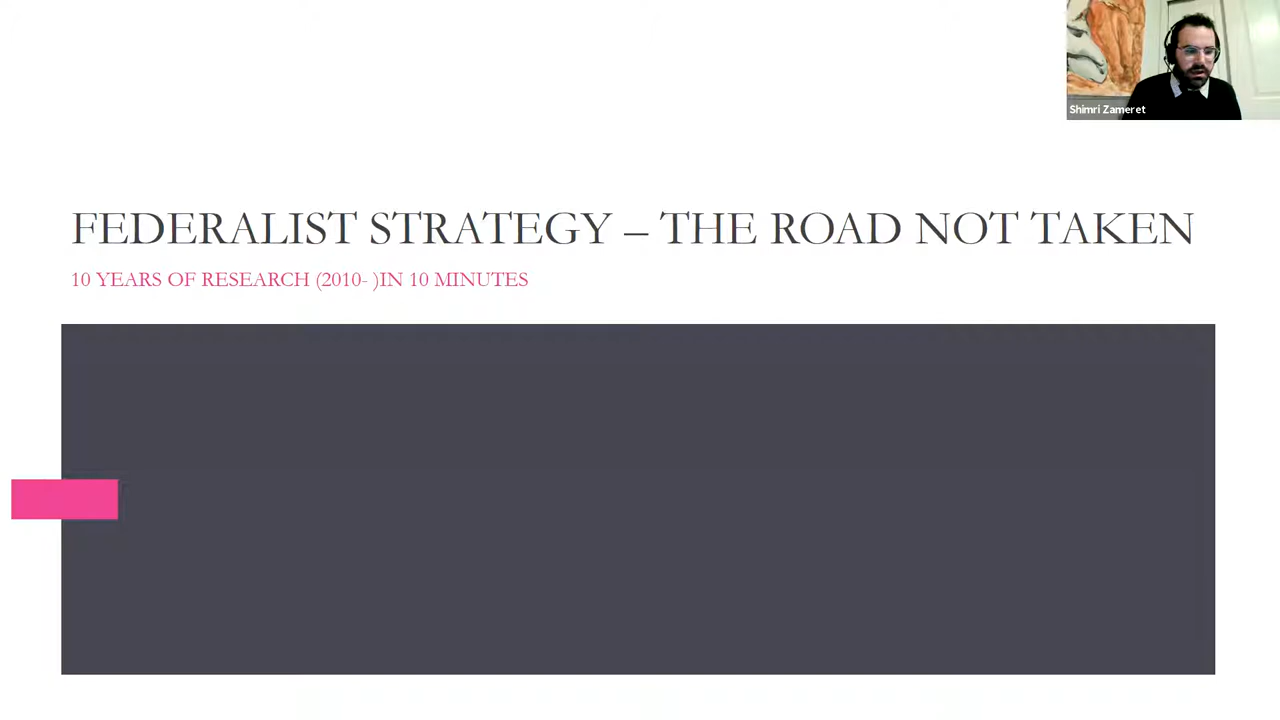 Shimri Zameret
FEDERALIST STRATEGY – THE ROAD NOT TAKEN
10 YEARS OF RESEARCH (2010- )IN 10 MINUTES